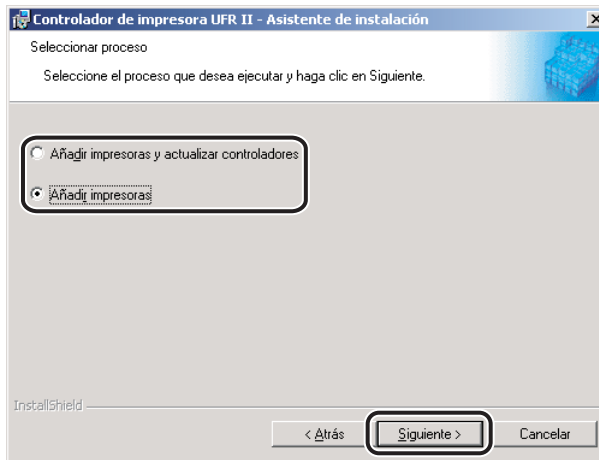 Controlador de impresora UFR II - Asistente de instalación
Seleccionar proceso
Seleccione el proceso que desea ejecutar y haga clic en Siguiente.
Añadir impresoras y actualizar controladores
Añadir impresoras
InstallShield
< Atrás Siguiente > Cancelar